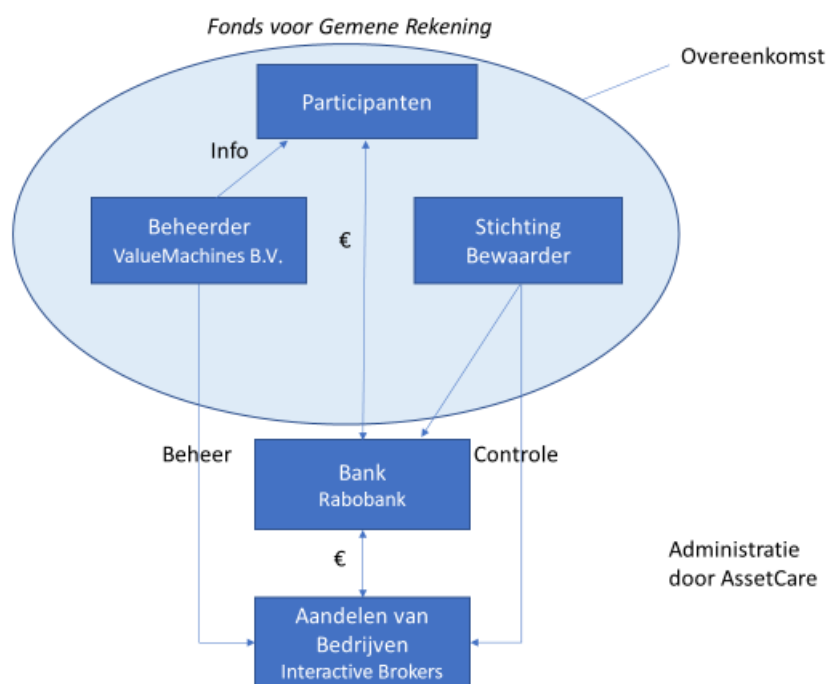 Fonds voor Gemene Rekening
Overeenkomst
Participanten
Info
Beheerder
ValueMachines B.V.
€
Stichting
Bewaarder
Beheer
Bank
Rabobank
Controle
€
Administratie
door AssetCare
Aandelen van
Bedrijven
Interactive Brokers